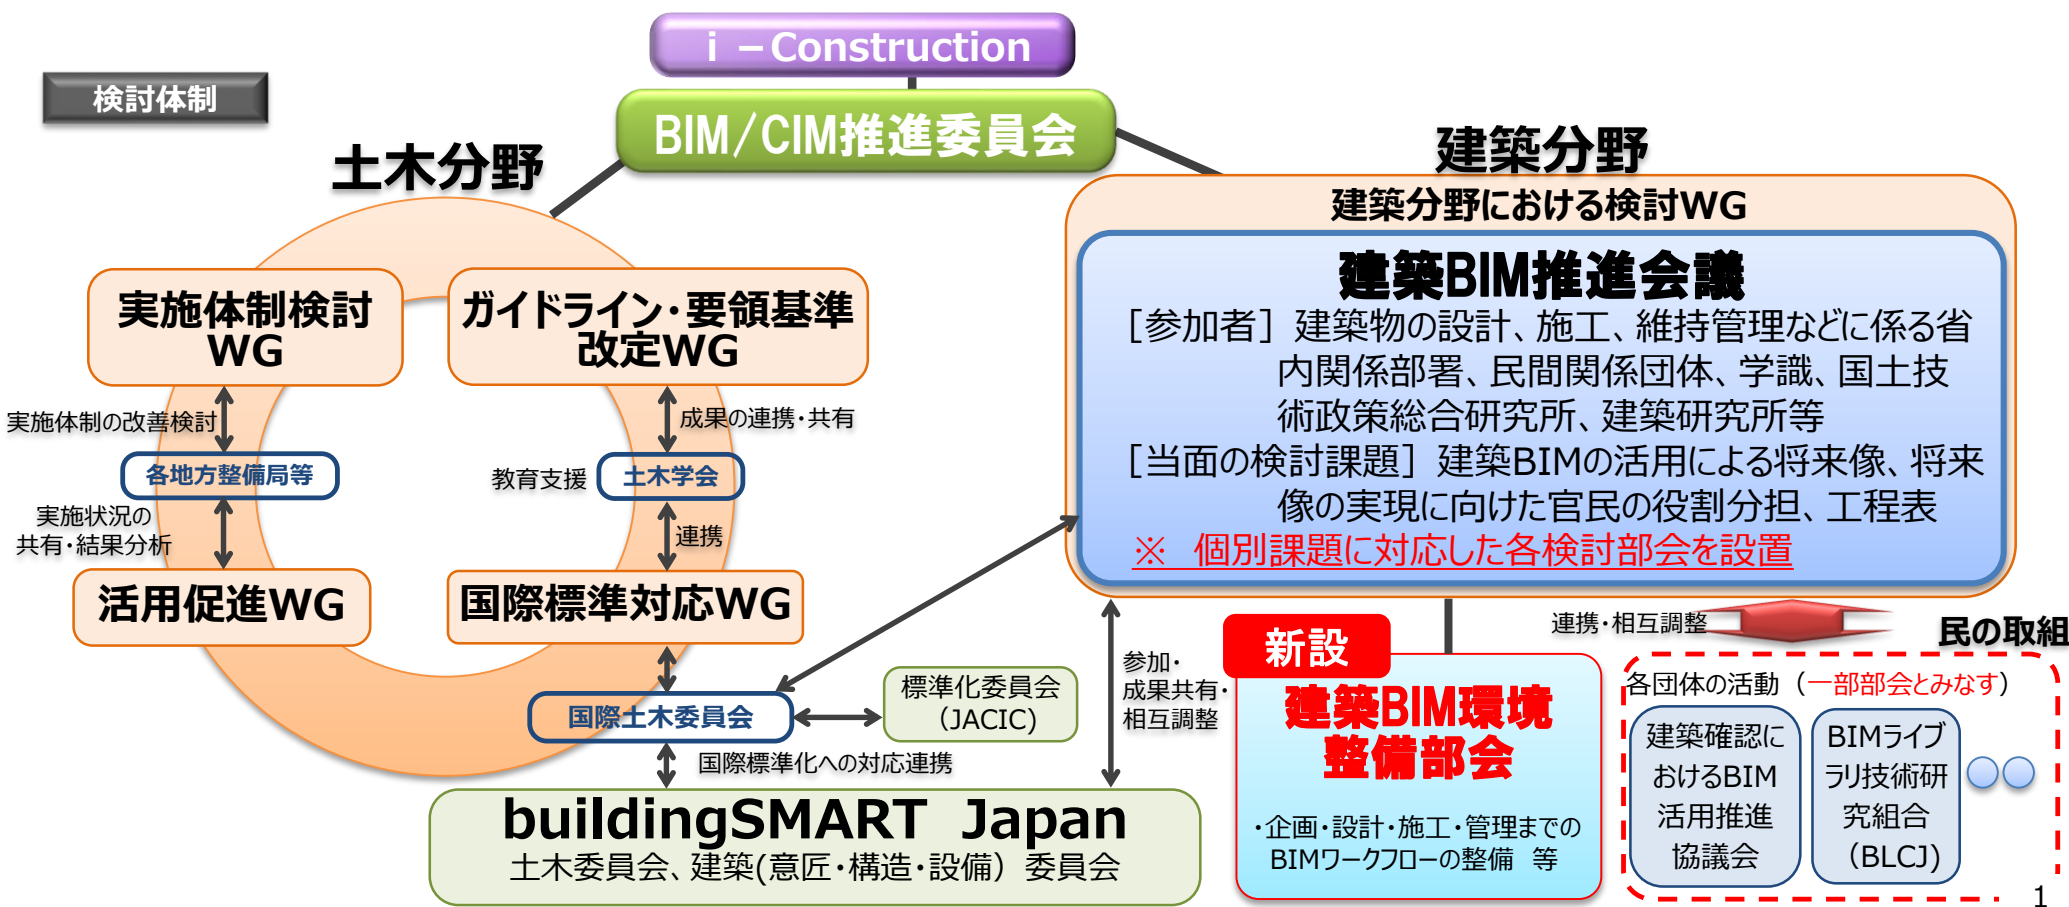 i －Construction
検討体制
BIM/CIM推進委員会
土木分野
建築分野
建築分野における検討WG
建築BIM推進会議
［参加者］建築物の設計、施工、維持管理などに係る省
内関係部署、民間関係団体、学識、国土技
術政策総合研究所、建築研究所等
［当面の検討課題］建築BIMの活用による将来像、将来
像の実現に向けた官民の役割分担、工程表
※　個別課題に対応した各検討部会を設置
実施体制検討
WG
ガイドライン・要領基準
改定WG
実施体制の改善検討
成果の連携・共有
各地方整備局等
教育支援
土木学会
実施状況の
共有・結果分析
連携
活用促進WG
国際標準対応WG
国際土木委員会
標準化委員会
（JACIC)
国際標準化への対応連携
参加・
成果共有・
相互調整
buildingSMART Japan
土木委員会、建築(意匠・構造・設備）委員会
新設
建築BIM環境
整備部会
・企画・設計・施工・管理までの
BIMワークフローの整備　等
連携・相互調整
民の取組
各団体の活動（一部部会とみなす）
建築確認に
おけるBIM
活用推進
協議会
BIMライブ
ラリ技術研
究組合
（BLCJ)
1